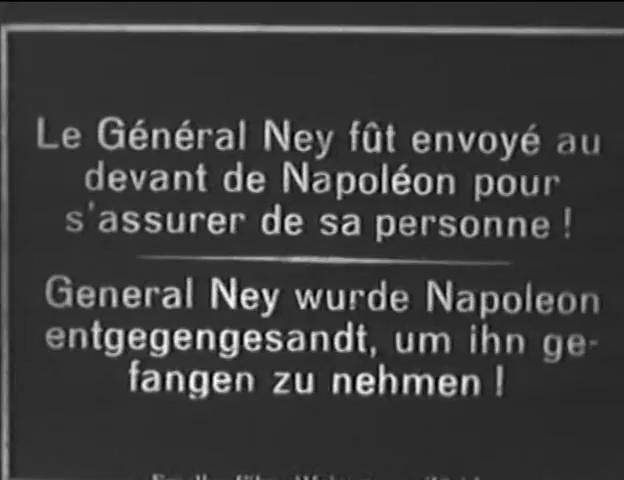 Le Général Ney fût envoyé au
devant de Napoléon pour
s'assurer de sa personne !
General Ney wurde Napoleon
entgegengesandt, um ihn ge-
fangen zu nehmen !